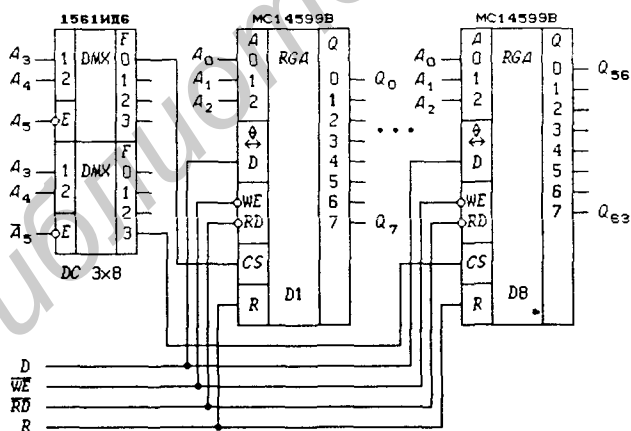 1561ИП6
MC14599B
MC14599B
A3 1 DMX F 0
A4 2 1
2
A5 E 3
A3 1 DMX F 0
A4 2 1
2
A5 E 3
DC 3×8
A0 A 0 RGA Q
A1 1 0 Q0
A2 2 1
2
3
D 4
5
WE 6
RD 7 Q7
CS
D1
R
...
A0 A 0 RGA Q
A1 1 0 Q56
A2 2 1
2
3
D 4
5
WE 6
RD 7 Q63
CS
D8
R
D
WE
RD
R